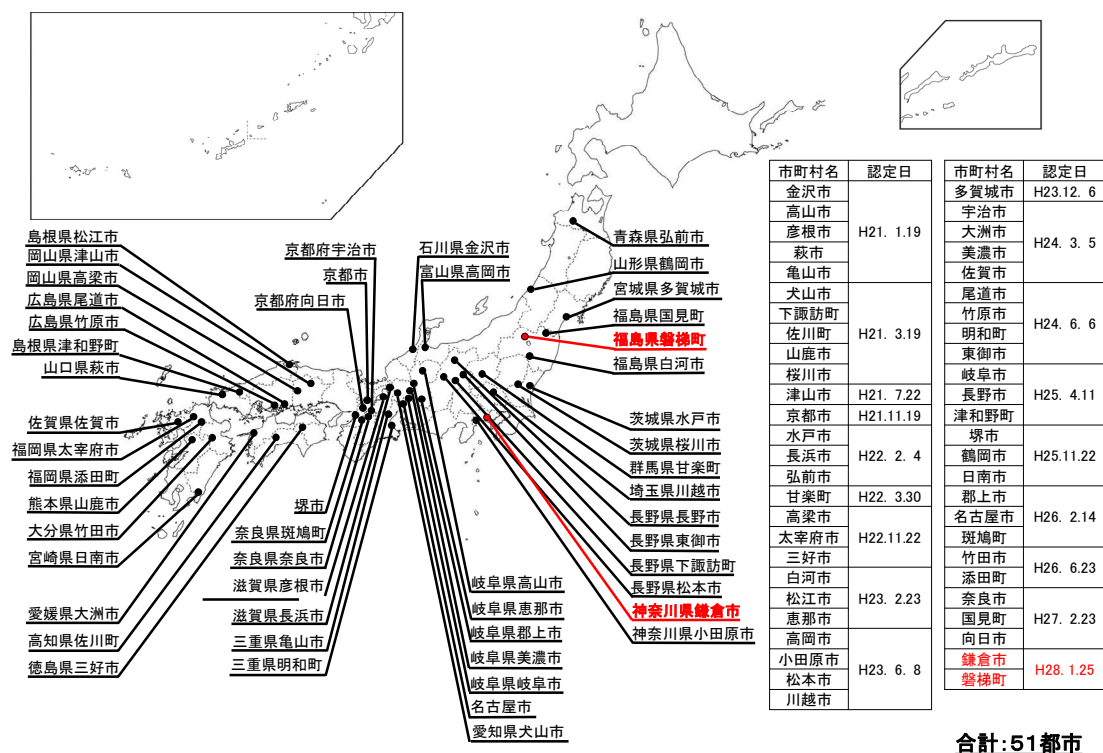 島根県松江市
岡山県津山市
岡山県高梁市
広島県尾道市
広島県竹原市
島根県津和野町
山口県萩市
佐賀県佐賀市
福岡県太宰府市
福岡県添田町
熊本県山鹿市
大分県竹田市
宮崎県日南市
愛媛県大洲市
高知県佐川町
徳島県三好市
京都府宇治市
京都市
京都府向日市
石川県金沢市
富山県高岡市
堺市
奈良県斑鳩町
奈良県奈良市
滋賀県彦根市
滋賀県長浜市
三重県亀山市
三重県明和町
岐阜県高山市
岐阜県恵那市
岐阜県郡上市
岐阜県美濃市
岐阜県岐阜市
名古屋市
愛知県犬山市
青森県弘前市
山形県鶴岡市
宮城県多賀城市
福島県国見町
福島県磐梯町
福島県白河市
茨城県水戸市
茨城県桜川市
群馬県甘楽町
埼玉県川越市
長野県長野市
長野県東御市
長野県下諏訪町
長野県松本市
神奈川県鎌倉市
神奈川県小田原市
市町村名 認定日
金沢市
高山市
彦根市 H21. 1.19
萩市
亀山市
犬山市
下諏訪町
佐川町 H21. 3.19
山鹿市
桜川市
津山市 H21. 7.22
京都市 H21.11.19
水戸市
長浜市 H22. 2. 4
弘前市
甘楽町 H22. 3.30
高梁市
太宰府市 H22.11.22
三好市
白河市
松江市 H23. 2.23
恵那市
高岡市
小田原市 H23. 6. 8
松本市
川越市
市町村名 認定日
多賀城市 H23.12. 6
宇治市
大洲市 H24. 3. 5
美濃市
佐賀市
尾道市
竹原市 H24. 6. 6
明和町
東御市
岐阜市
長野市 H25. 4.11
津和野町
堺市
鶴岡市 H25.11.22
日南市
郡上市
名古屋市 H26. 2.14
斑鳩町
竹田市 H26. 6.23
添田町
奈良市
国見町 H27. 2.23
向日市
鎌倉市 H28. 1.25
磐梯町
合計:51都市